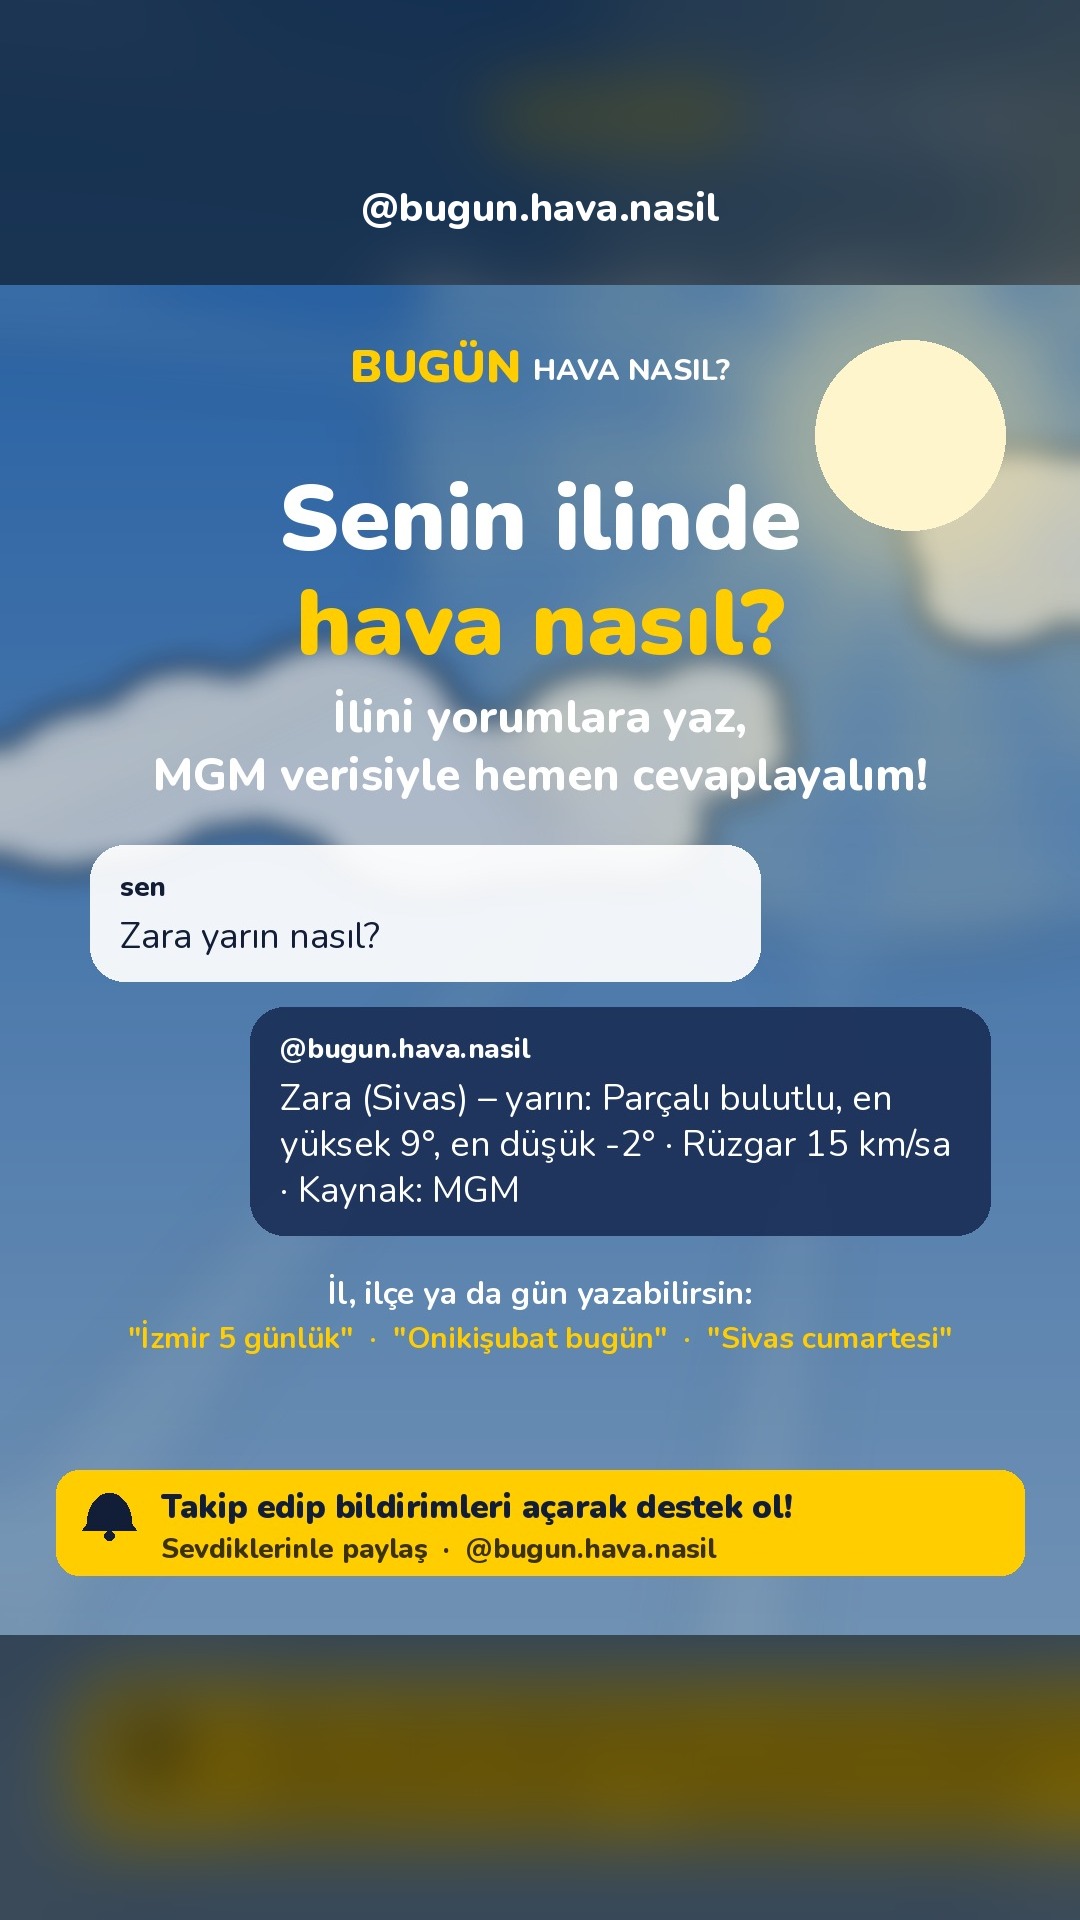 @bugun.hava.nasil
BUGÜN HAVA NASIL?
Senin ilinde
hava nasıl?
İlini yorumlara yaz,
MGM verisiyle hemen cevaplayalım!
sen
Zara yarın nasıl?
@bugun.hava.nasil
Zara (Sivas) – yarın: Parçalı bulutlu, en
yüksek 9°, en düşük -2° · Rüzgar 15 km/sa
· Kaynak: MGM
İl, ilçe ya da gün yazabilirsin:
"İzmir 5 günlük" · "Onikişubat bugün" · "Sivas cumartesi"
Takip edip bildirimleri açarak destek ol!
Sevdiklerinle paylaş · @bugun.hava.nasil